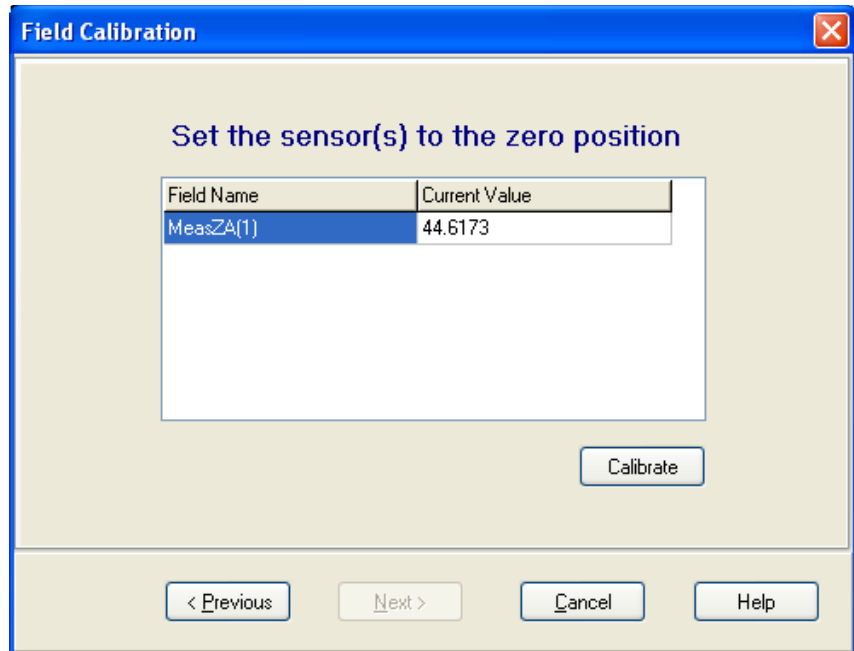 Field Calibration
Set the sensor(s) to the zero position
Field Name Current Value
MeasZA(1) 44.6173
Calibrate
< Previous Next > Cancel Help